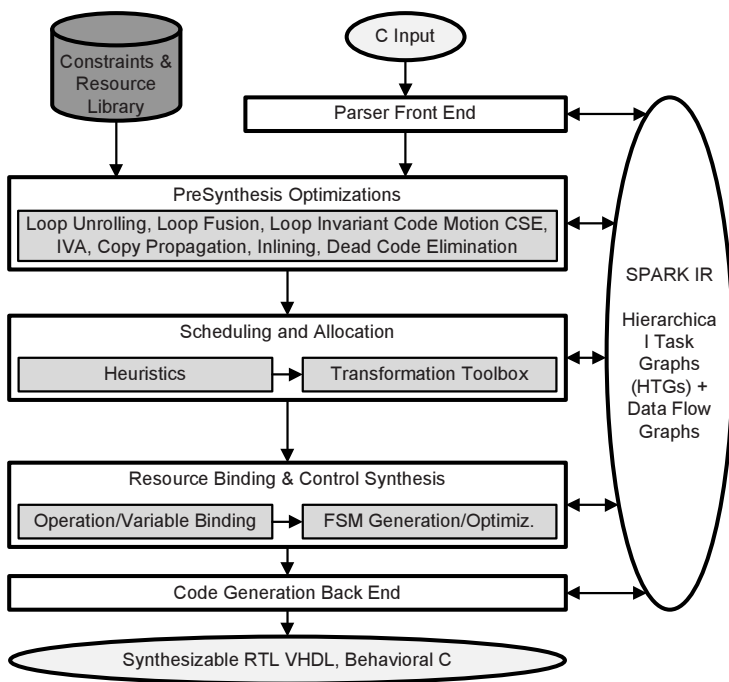 Constraints &
Resource
Library
C Input
Parser Front End
PreSynthesis Optimizations
Loop Unrolling, Loop Fusion, Loop Invariant Code Motion CSE,
IVA, Copy Propagation, Inlining, Dead Code Elimination
Scheduling and Allocation
Heuristics
Transformation Toolbox
Resource Binding & Control Synthesis
Operation/Variable Binding
FSM Generation/Optimiz.
Code Generation Back End
Synthesizable RTL VHDL, Behavioral C
SPARK IR
Hierarchica
l Task
Graphs
(HTGs) +
Data Flow
Graphs